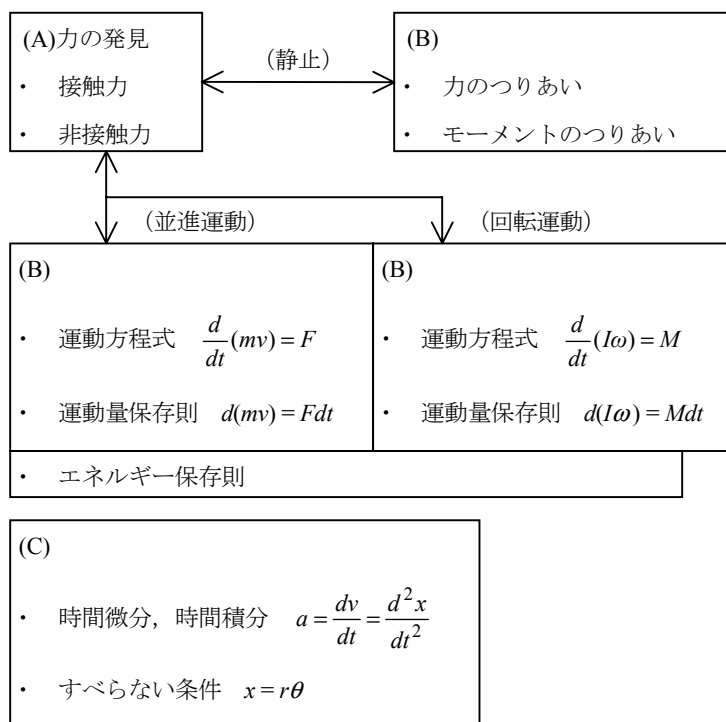 (A)力の発見
・ 接触力
・ 非接触力
(静止)
(B)
・ 力のつりあい
・ モーメントのつりあい
(並進運動)
(回転運動)
(B)
・ 運動方程式 d/dt(mv) = F
・ 運動量保存則 d(mv) = Fdt
(B)
・ 運動方程式 d/dt(Iω) = M
・ 運動量保存則 d(Iω) = Mdt
・ エネルギー保存則
(C)
・ 時間微分，時間積分 a = dv/dt = d²x/dt²
・ すべらない条件 x = rθ